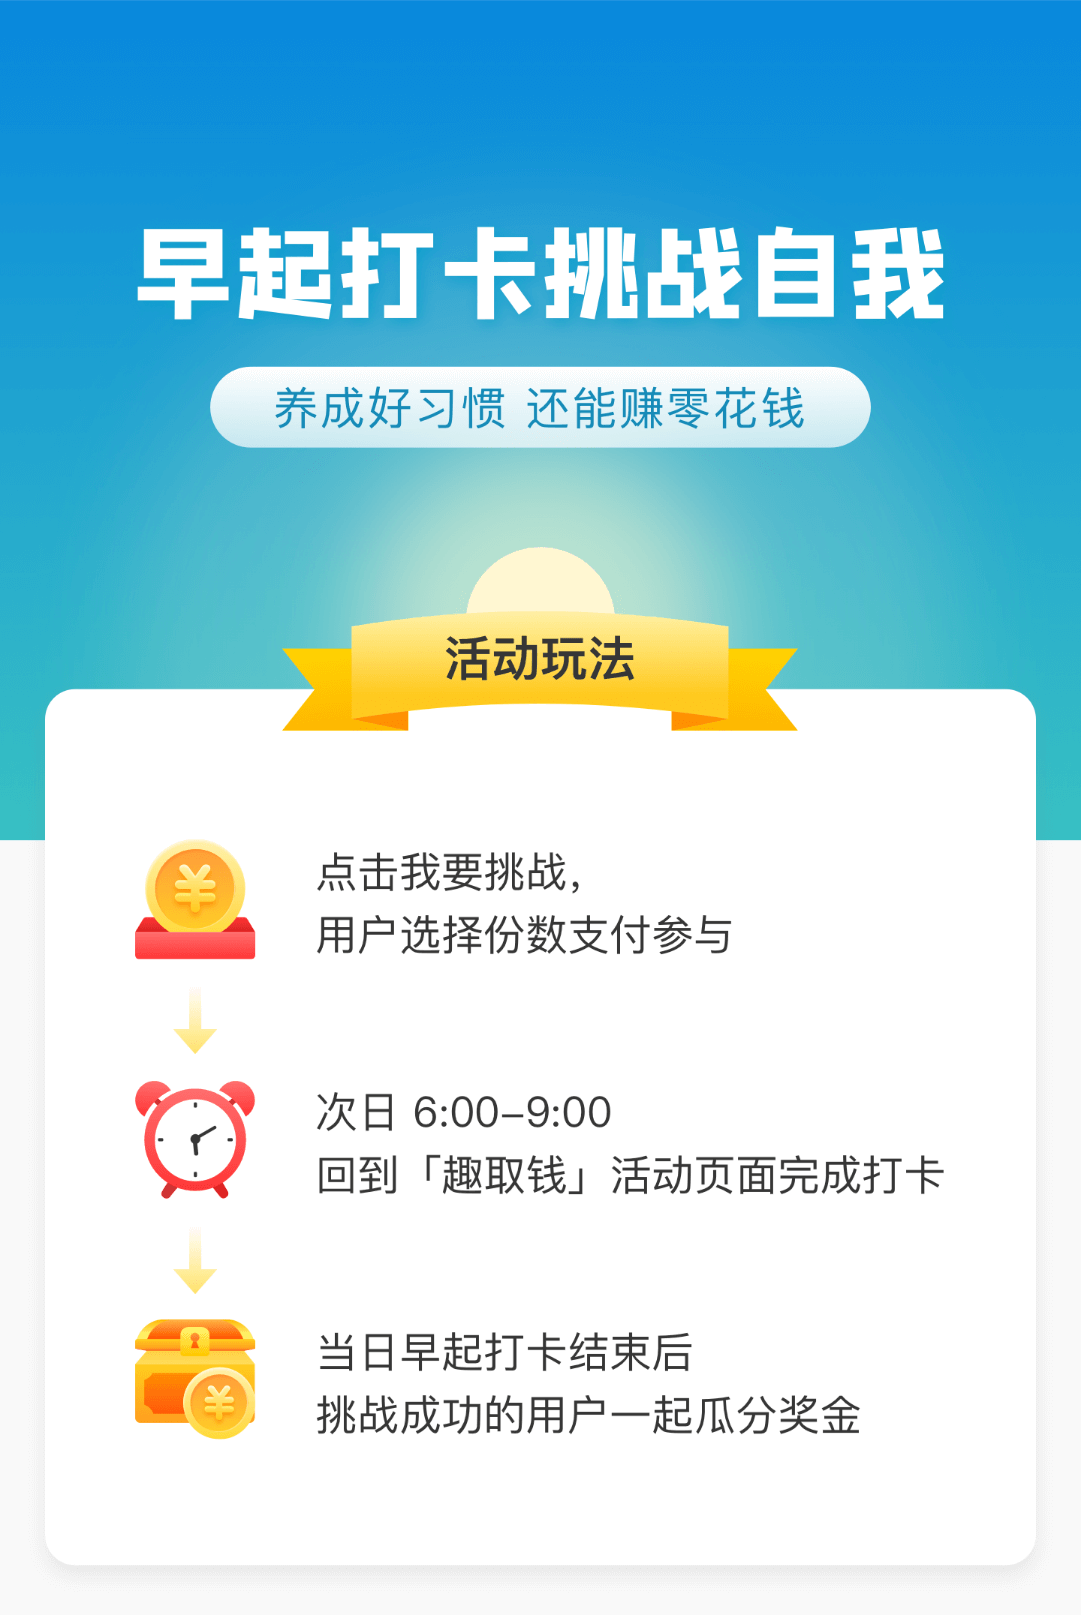 早起打卡挑战自我
养成好习惯 还能赚零花钱
活动玩法
点击我要挑战，
用户选择份数支付参与
次日 6:00–9:00
回到「趣取钱」活动页面完成打卡
当日早起打卡结束后
挑战成功的用户一起瓜分奖金